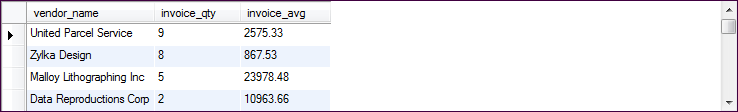 vendor_name invoice_qty invoice_avg
United Parcel Service 9 2575.33
Zylka Design 8 867.53
Malloy Lithographing Inc 5 23978.48
Data Reproductions Corp 2 10963.66